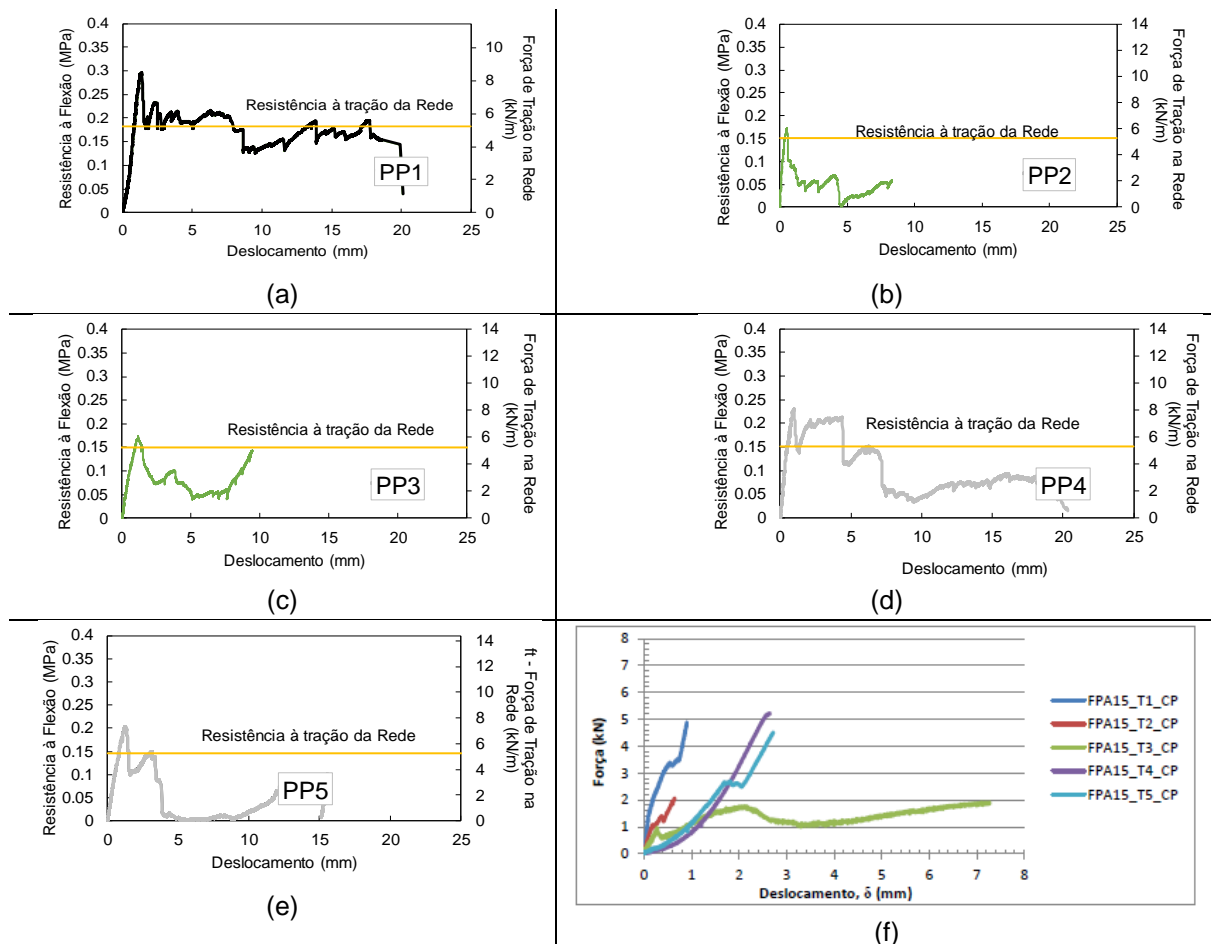 Resistência à Flexão (MPa)
0.4
0.35
0.3
0.25
0.2
0.15
0.1
0.05
0
0 5 10 15 20 25
Deslocamento (mm)
Resistência à tração da Rede
PP1
10
8
6
4
2
0
Força de Tração na Rede
(kN/m)
(a)
Resistência à Flexão (MPa)
0.4
0.35
0.3
0.25
0.2
0.15
0.1
0.05
0
0 5 10 15 20 25
Deslocamento (mm)
Resistência à tração da Rede
PP2
14
12
10
8
6
4
2
0
Força de Tração na Rede
(kN/m)
(b)
Resistência à Flexão (MPa)
0.4
0.35
0.3
0.25
0.2
0.15
0.1
0.05
0
0 5 10 15 20 25
Deslocamento (mm)
Resistência à tração da Rede
PP3
14
12
10
8
6
4
2
0
Força de Tração na Rede
(kN/m)
(c)
Resistência à Flexão (MPa)
0.4
0.35
0.3
0.25
0.2
0.15
0.1
0.05
0
0 5 10 15 20 25
Deslocamento (mm)
Resistência à tração da Rede
PP4
14
12
10
8
6
4
2
0
Força de Tração na Rede
(kN/m)
(d)
Resistência à Flexão (MPa)
0.4
0.35
0.3
0.25
0.2
0.15
0.1
0.05
0
0 5 10 15 20 25
Deslocamento (mm)
Resistência à tração da Rede
PP5
14
12
10
8
6
4
2
0
ft - Força de Tração na
Rede (kN/m)
(e)
Força (kN)
8
7
6
5
4
3
2
1
0
0 1 2 3 4 5 6 7 8
Deslocamento, δ (mm)
FPA15_T1_CP
FPA15_T2_CP
FPA15_T3_CP
FPA15_T4_CP
FPA15_T5_CP
(f)